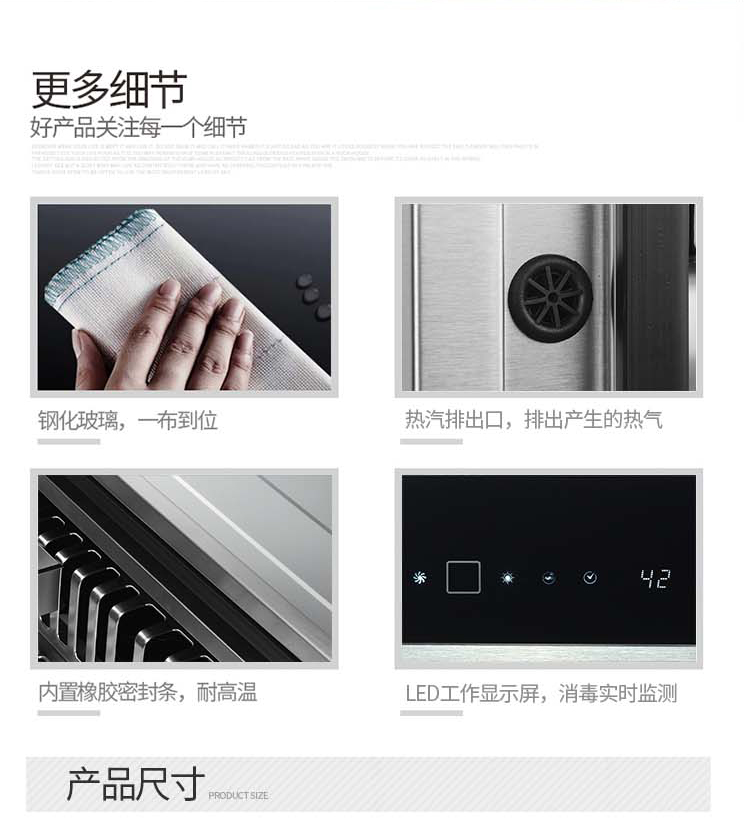 更多细节
好产品关注每一个细节
钢化玻璃，一布到位
热汽排出口，排出产生的热气
42
内置橡胶密封条，耐高温
LED工作显示屏，消毒实时监测
产品尺寸 PRODUCT SIZE